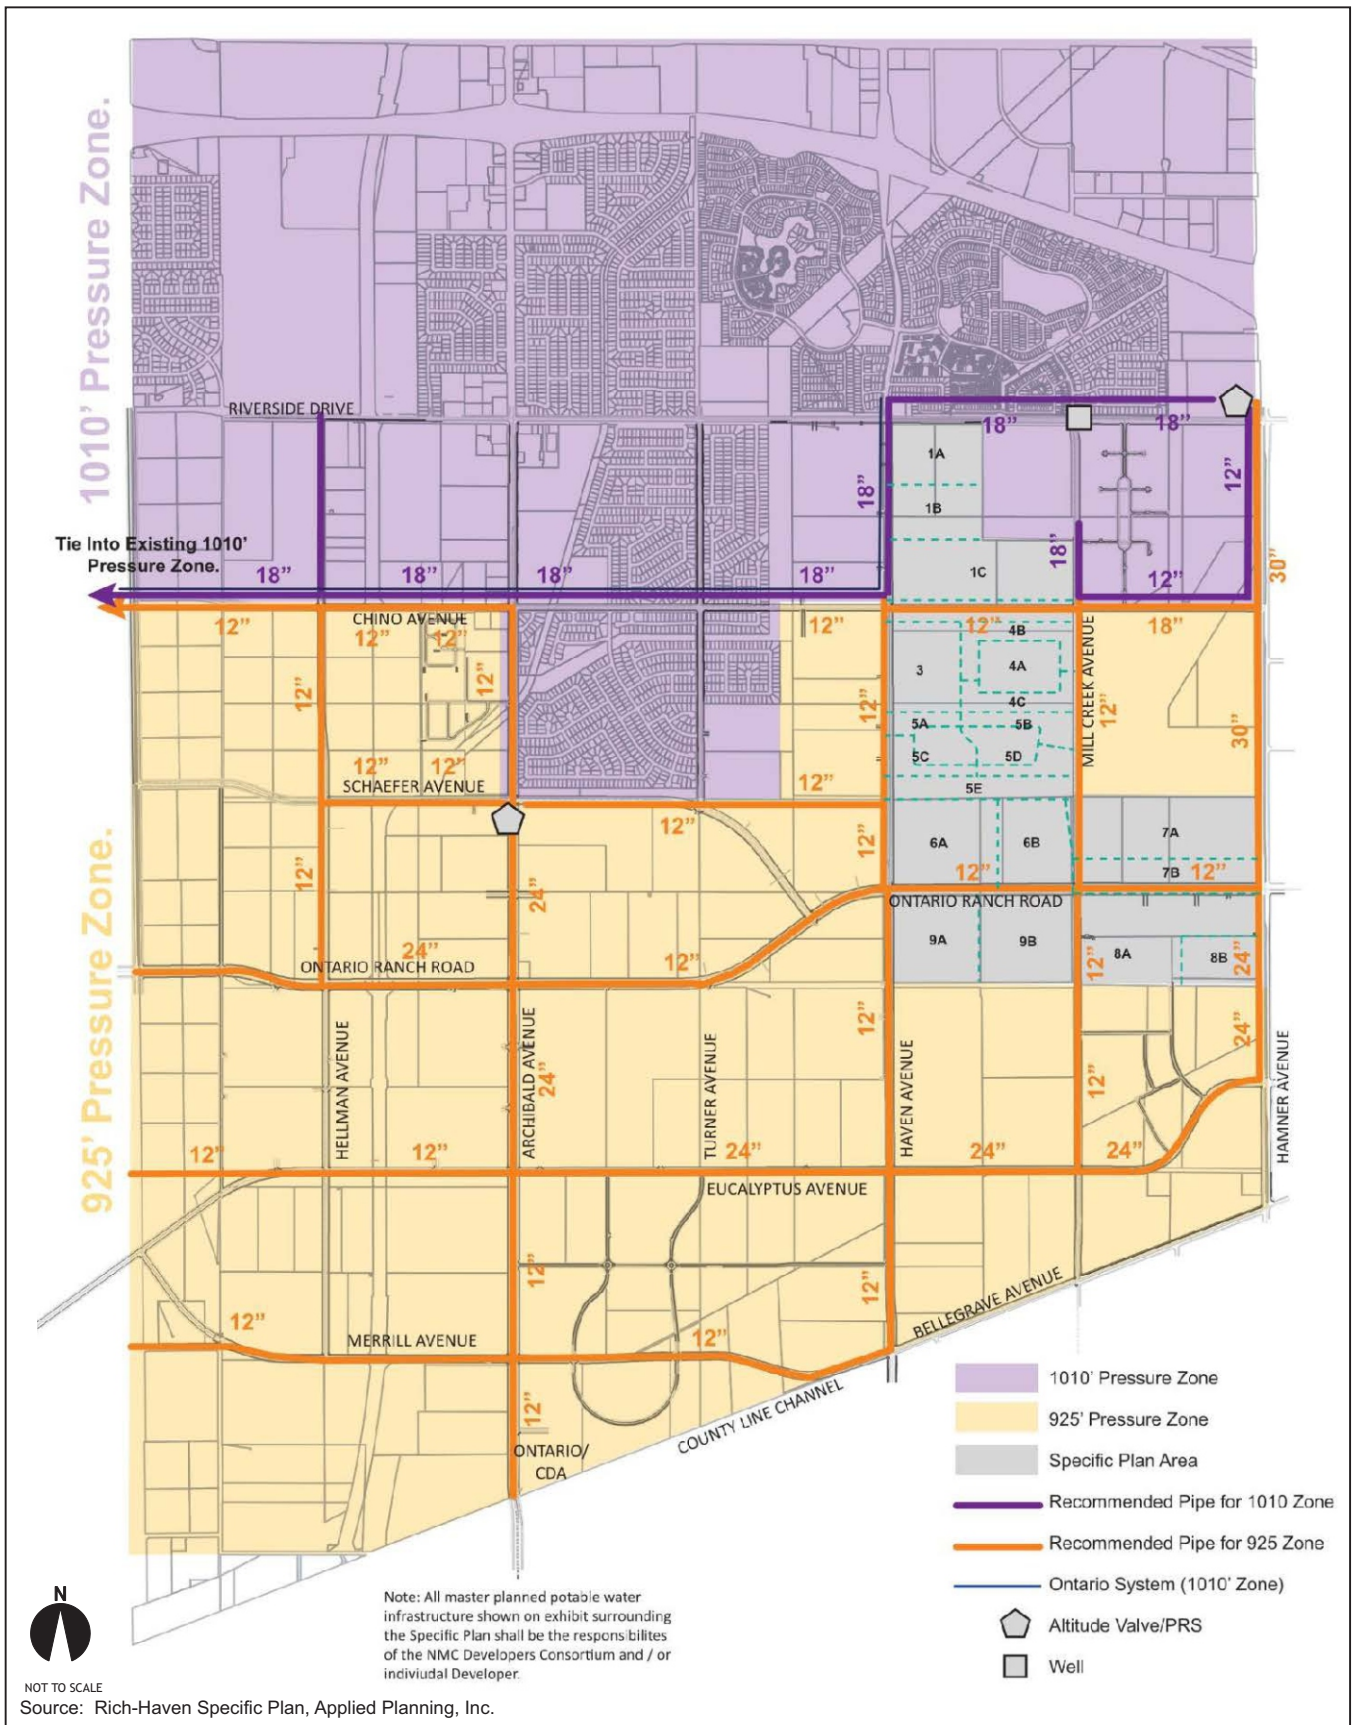 1010’ Pressure Zone.
RIVERSIDE DRIVE
18”
18”
1A
12”
18”
1B
Tie Into Existing 1010’
Pressure Zone.
18”
30”
1C
18”
18”
18”
18”
12”
CHINO AVENUE
12”
12”
12”
12”
12”
4B
18”
MILL CREEK AVENUE
3
4A
12”
12”
4C
12”
12”
5A
5B
30”
5C
5D
12”
12”
SCHAEFER AVENUE
12”
5E
925’ Pressure Zone.
12”
12”
7A
6A
6B
12”
12”
7B
12”
24”
ONTARIO RANCH ROAD
9A
9B
24”
12”
12”
8A
8B
24”
ONTARIO RANCH ROAD
12”
24”
HELLMAN AVENUE
ARCHIBALD AVENUE
24”
TURNER AVENUE
HAVEN AVENUE
12”
HAMNER AVENUE
12”
12”
24”
24”
24”
EUCALYPTUS AVENUE
12”
12”
BELLEGRAVE AVENUE
12”
MERRILL AVENUE
12”
12”
COUNTY LINE CHANNEL
ONTARIO/
CDA
1010’ Pressure Zone
925’ Pressure Zone
Specific Plan Area
Recommended Pipe for 1010 Zone
Recommended Pipe for 925 Zone
Ontario System (1010’ Zone)
Altitude Valve/PRS
Well
Note: All master planned potable water
infrastructure shown on exhibit surrounding
the Specific Plan shall be the responsibilites
of the NMC Developers Consortium and / or
indiviudal Developer.
N
NOT TO SCALE
Source: Rich-Haven Specific Plan, Applied Planning, Inc.